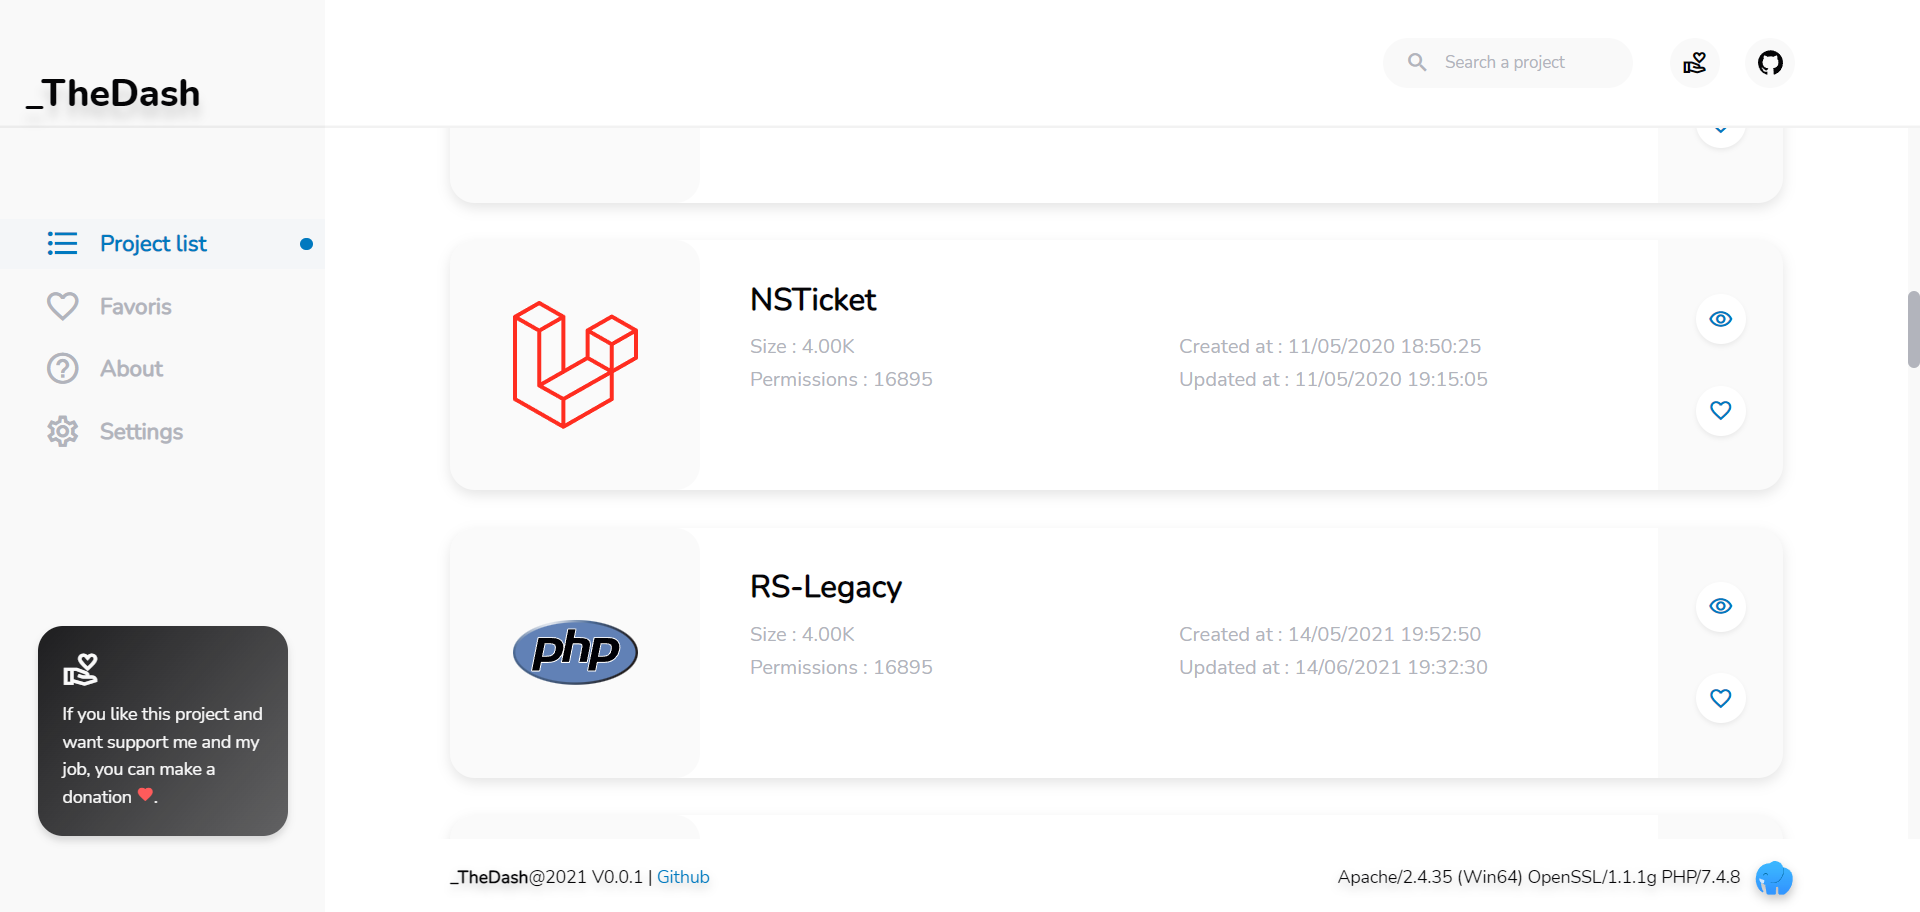 _TheDash
Search a project
Project list
Favoris
About
Settings
If you like this project and
want support me and my
job, you can make a
donation ❤.
NSTicket
Size : 4.00K
Created at : 11/05/2020 18:50:25
Permissions : 16895
Updated at : 11/05/2020 19:15:05
php
RS-Legacy
Size : 4.00K
Created at : 14/05/2021 19:52:50
Permissions : 16895
Updated at : 14/06/2021 19:32:30
_TheDash@2021 V0.0.1 | Github
Apache/2.4.35 (Win64) OpenSSL/1.1.1g PHP/7.4.8